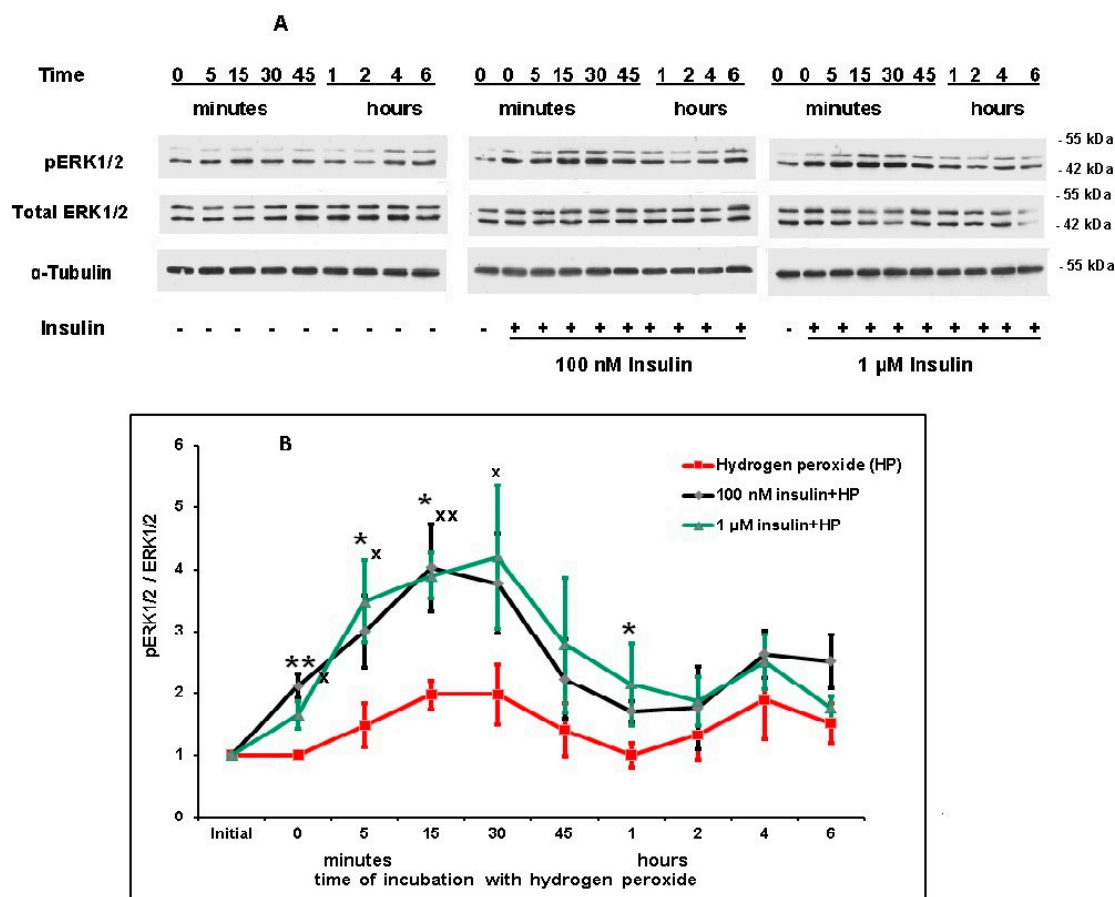 A
Time 0 5 15 30 45 1 2 4 6 0 0 5 15 30 45 1 2 4 6 0 0 5 15 30 45 1 2 4 6
minutes hours minutes hours minutes hours
pERK1/2 - 55 kDa
- 42 kDa
Total ERK1/2 - 55 kDa
- 42 kDa
α-Tubulin - 55 kDa
Insulin - - - - - - - - - - + + + + + + + + + - + + + + + + + + +
100 nM Insulin 1 µM Insulin
B
pERK1/2 / ERK1/2
6
5
4
3
2
1
0
Hydrogen peroxide (HP)
100 nM insulin+HP
1 µM insulin+HP
** x
* x
* xx
x
*
Initial 0 5 15 30 45 1 2 4 6
minutes hours
time of incubation with hydrogen peroxide